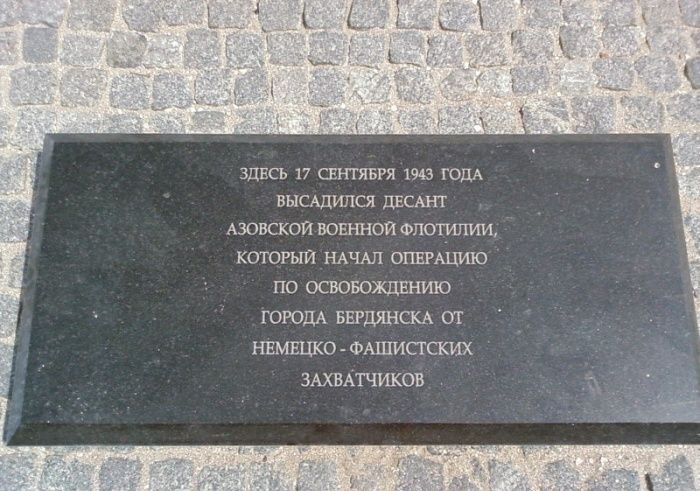 ЗДЕСЬ 17 СЕНТЯБРЯ 1943 ГОДА
ВЫСАДИЛСЯ ДЕСАНТ
АЗОВСКОЙ ВОЕННОЙ ФЛОТИЛИИ,
КОТОРЫЙ НАЧАЛ ОПЕРАЦИЮ
ПО ОСВОБОЖДЕНИЮ
ГОРОДА БЕРДЯНСКА ОТ
НЕМЕЦКО - ФАШИСТСКИХ
ЗАХВАТЧИКОВ